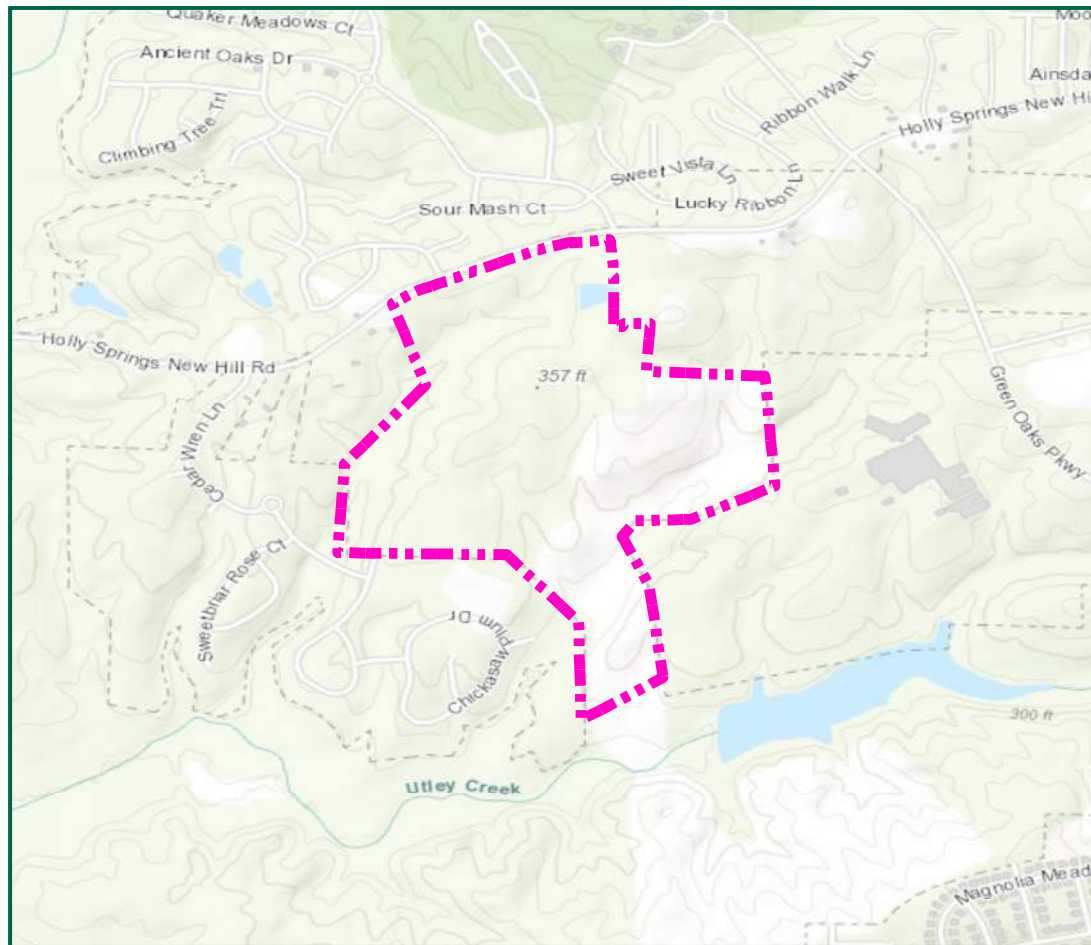 Quaker Meadows Ct
Moo
Ancient Oaks Dr
Ainsda
Ribbon Walk Ln
Holly Springs New Hi
Climbing Tree Trl
Sweet Vista Ln
Lucky Ribbon Ln
Sour Mash Ct
Holly Springs New Hill Rd
357 ft
Green Oaks Pkwy
Cedar Wren Ln
Sweetbriar Rose Ct
Chickasaw Plum Dr
300 ft
Utley Creek
Magnolia Mead